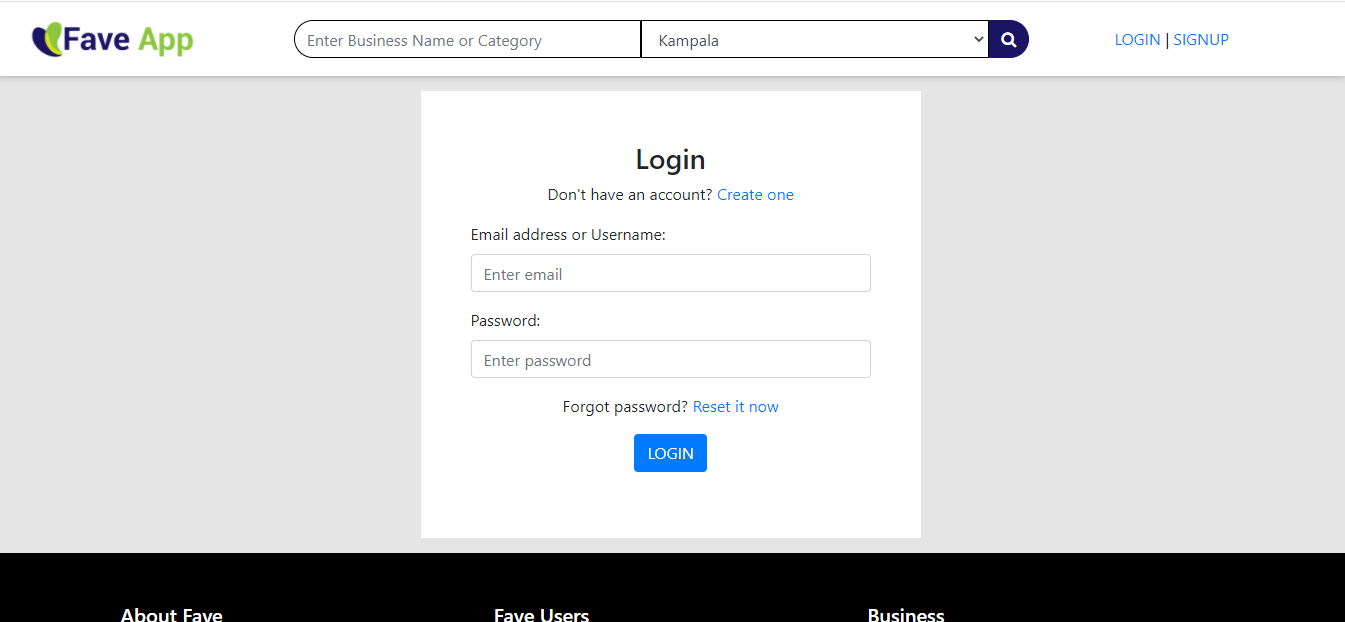 Fave App
Enter Business Name or Category
Kampala
LOGIN | SIGNUP
Login
Don't have an account? Create one
Email address or Username:
Enter email
Password:
Enter password
Forgot password? Reset it now
LOGIN
About Fave
Fave Users
Business